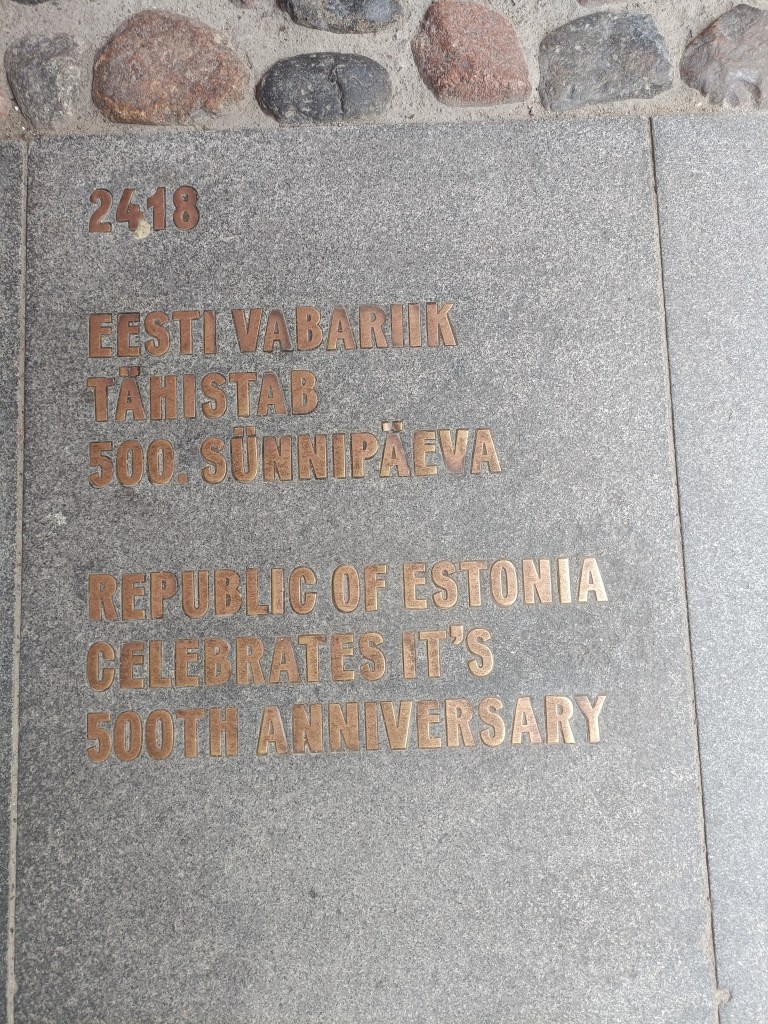 2418
EESTI VABARIIK
TÄHISTAB
500. SÜNNIPÄEVA
REPUBLIC OF ESTONIA
CELEBRATES IT'S
500TH ANNIVERSARY